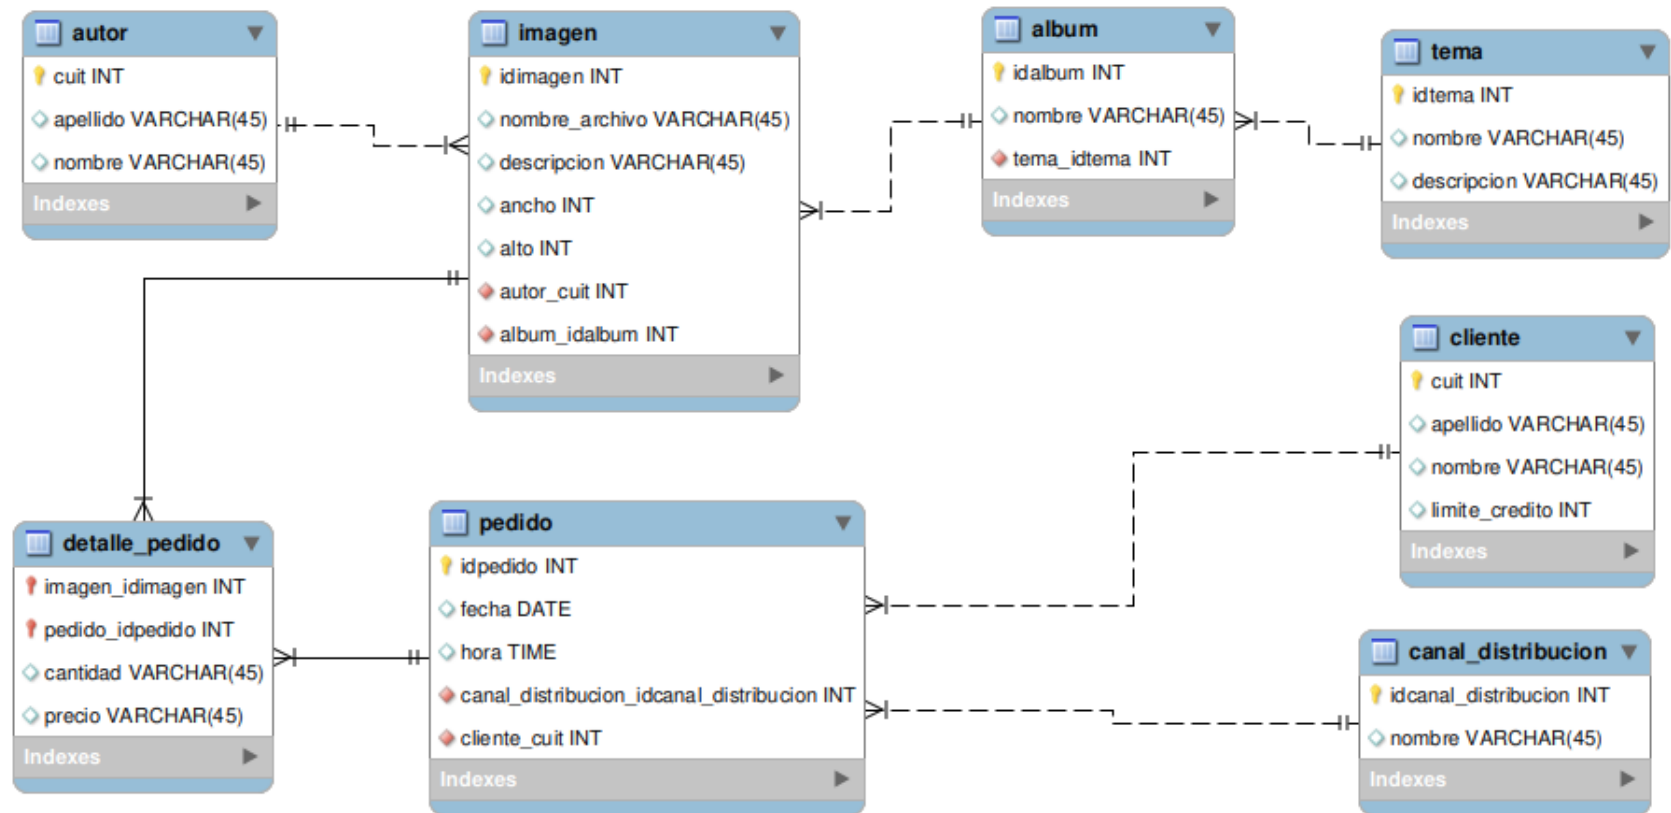 autor
cuit INT
apellido VARCHAR(45)
nombre VARCHAR(45)
Indexes
imagen
idimagen INT
nombre_archivo VARCHAR(45)
descripcion VARCHAR(45)
ancho INT
alto INT
autor_cuit INT
album_idalbum INT
Indexes
album
idalbum INT
nombre VARCHAR(45)
tema_idtema INT
Indexes
tema
idtema INT
nombre VARCHAR(45)
descripcion VARCHAR(45)
Indexes
cliente
cuit INT
apellido VARCHAR(45)
nombre VARCHAR(45)
limite_credito INT
Indexes
detalle_pedido
imagen_idimagen INT
pedido_idpedido INT
cantidad VARCHAR(45)
precio VARCHAR(45)
Indexes
pedido
idpedido INT
fecha DATE
hora TIME
canal_distribucion_idcanal_distribucion INT
cliente_cuit INT
Indexes
canal_distribucion
idcanal_distribucion INT
nombre VARCHAR(45)
Indexes